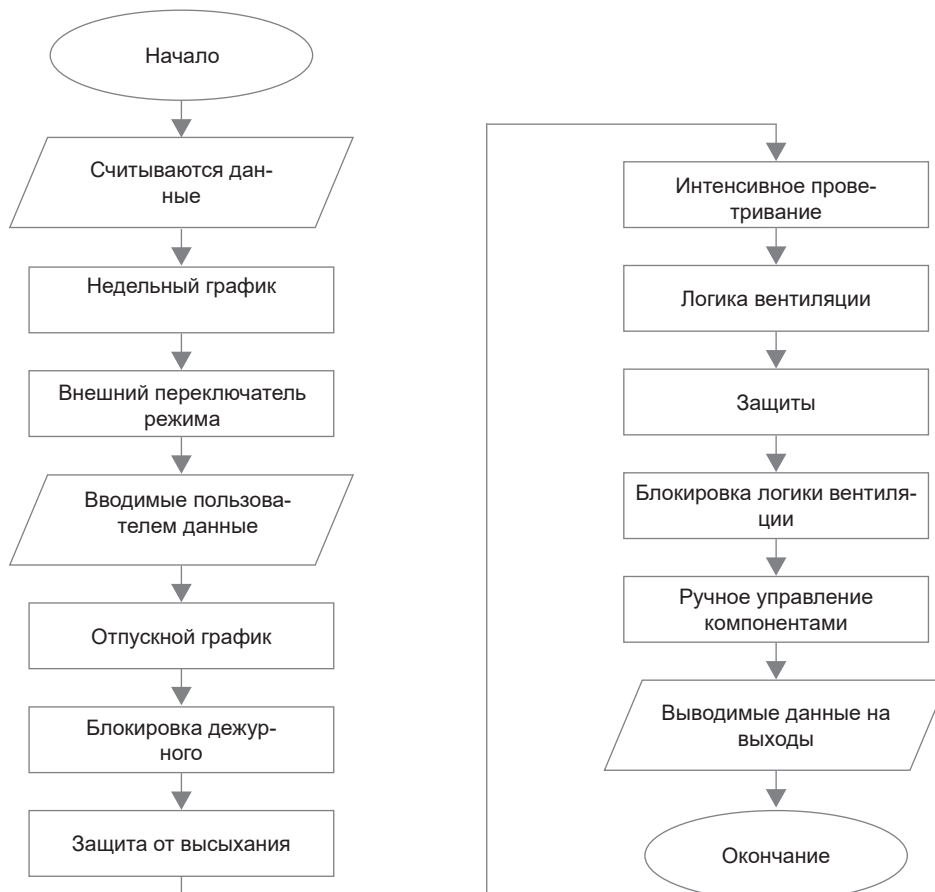 Начало
Считываются дан-
ные
Недельный график
Внешний переключатель
режима
Вводимые пользова-
телем данные
Отпускной график
Блокировка дежур-
ного
Защита от высыхания
Интенсивное прове-
тривание
Логика вентиляции
Защиты
Блокировка логики вентиля-
ции
Ручное управление
компонентами
Выводимые данные на
выходы
Окончание